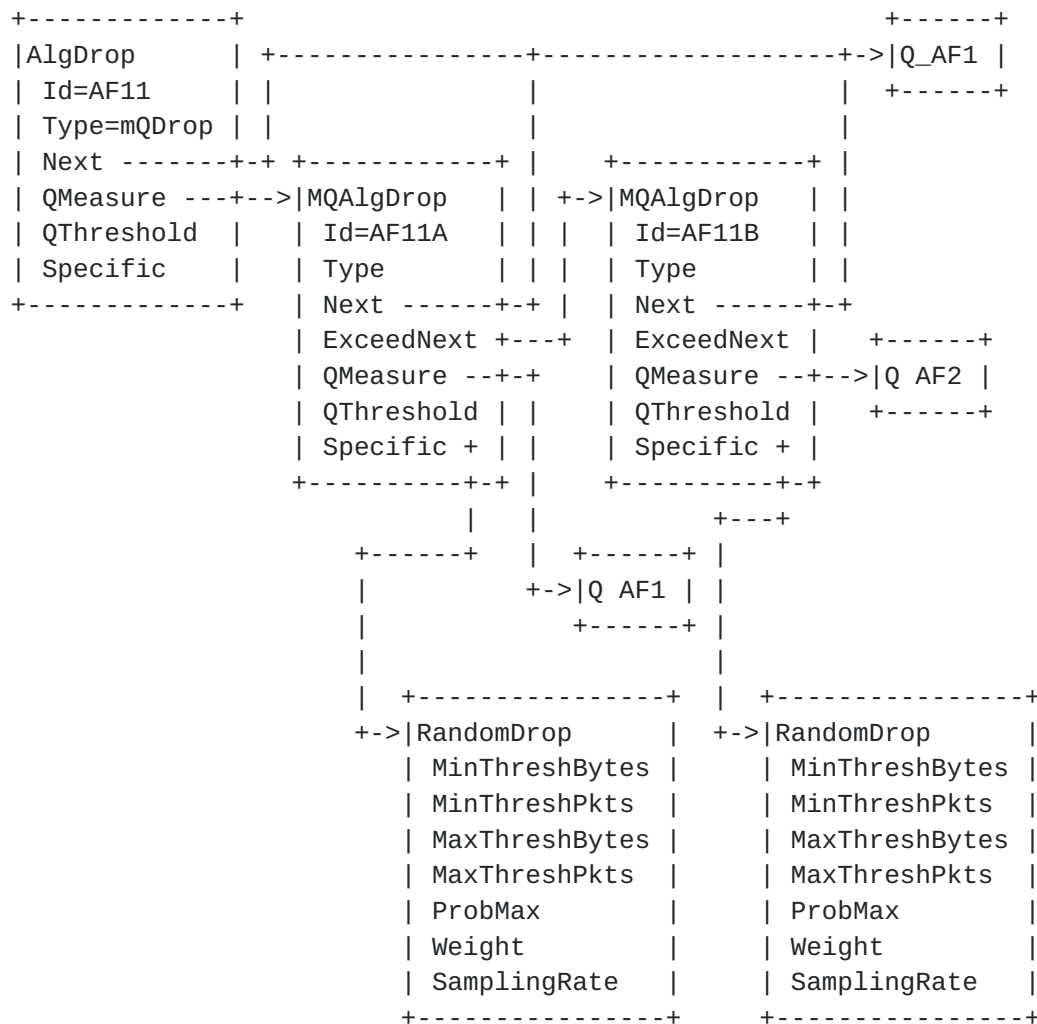 +-------------+                                         +------+
|AlgDrop      | +----------------+-------------------+->|Q_AF1 |
| Id=AF11     | |                |                   |  +------+
| Type=mQDrop | |                |                   |
| Next -------+-+ +------------+ |    +------------+ |
| QMeasure ---+-->|MQAlgDrop   | | +->|MQAlgDrop   | |
| QThreshold  |   | Id=AF11A   | | |  | Id=AF11B   | |
| Specific    |   | Type       | | |  | Type       | |
+-------------+   | Next ------+-+ |  | Next ------+-+
                  | ExceedNext +---+  | ExceedNext |   +------+
                  | QMeasure --+-+    | QMeasure --+-->|Q AF2 |
                  | QThreshold | |    | QThreshold |   +------+
                  | Specific + | |    | Specific + |
                  +----------+-+ |    +----------+-+
                             |   |           +---+
                      +------+   |  +------+ |
                      |          +->|Q AF1 | |
                      |             +------+ |
                      |                      |
                      |  +----------------+  |  +----------------+
                      +->|RandomDrop      |  +->|RandomDrop      |
                         | MinThreshBytes |     | MinThreshBytes |
                         | MinThreshPkts  |     | MinThreshPkts  |
                         | MaxThreshBytes |     | MaxThreshBytes |
                         | MaxThreshPkts  |     | MaxThreshPkts  |
                         | ProbMax        |     | ProbMax        |
                         | Weight         |     | Weight         |
                         | SamplingRate   |     | SamplingRate   |
                         +----------------+     +----------------+